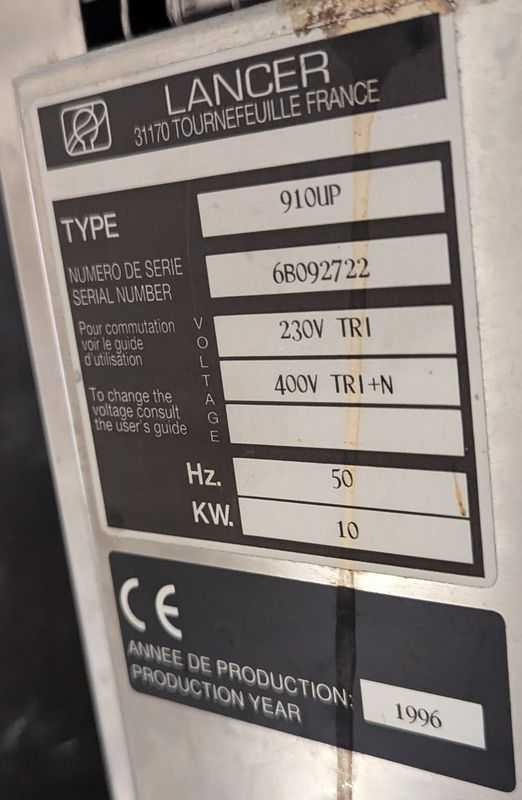 LANCER
31170 TOURNEFEUILLE FRANCE
TYPE 910UP
NUMERO DE SERIE
SERIAL NUMBER 6B092722
Pour commutation
voir le guide
d'utilisation
To change the
voltage consult
the user's guide
VOLTAGE
230V TRI
400V TRI+N
Hz. 50
KW. 10
CE
ANNEE DE PRODUCTION:
PRODUCTION YEAR 1996